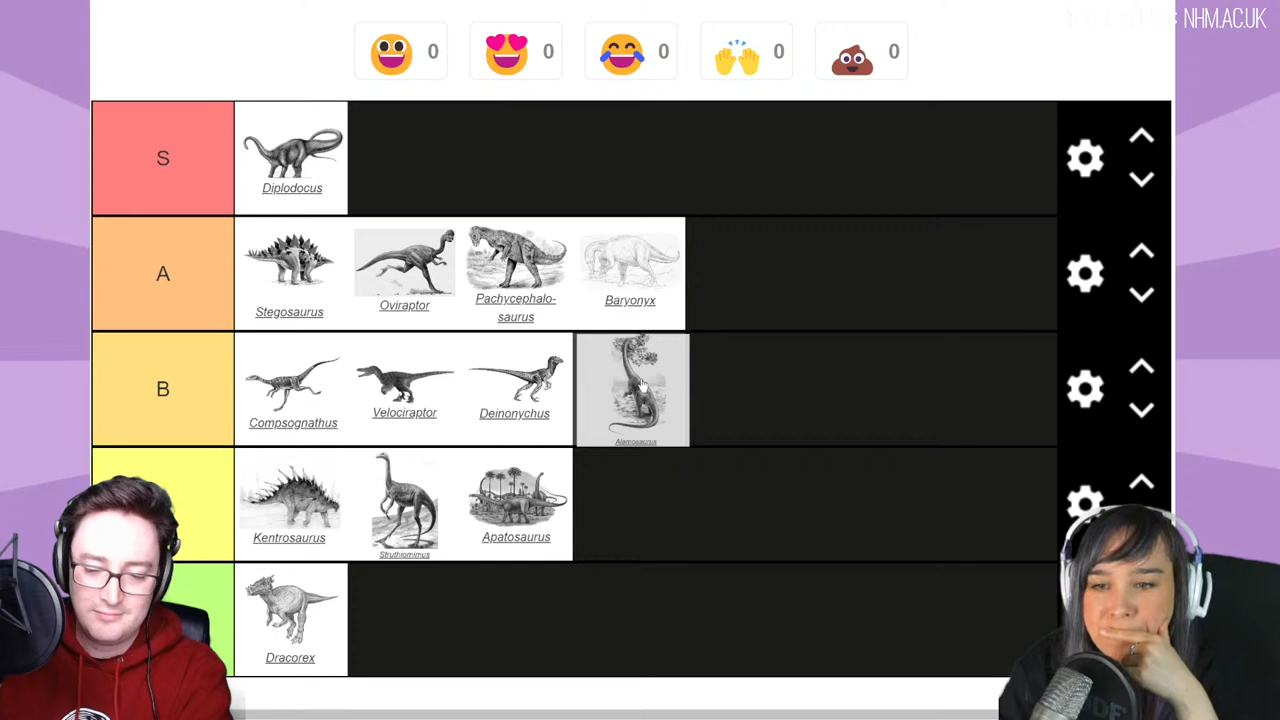 NHM.AC.UK
0 0 0 0 0
S
Diplodocus
A
Stegosaurus
Oviraptor
Pachycephalo-
saurus
Baryonyx
B
Compsognathus
Velociraptor
Deinonychus
Alamosaurus
Kentrosaurus
Struthiomimus
Apatosaurus
Dracorex